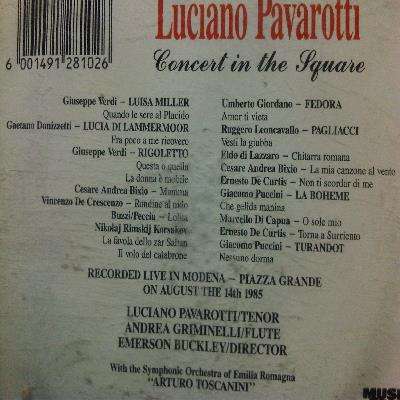 Luciano Pavarotti
6 001491 281026
Concert in the Square
Giuseppe Verdi – LUISA MILLER
Quando le sere al Placido
Gaetano Donizzetti – LUCIA DI LAMMERMOOR
Fra poco a me ricovero
Giuseppe Verdi – RIGOLETTO
Questa o quella
La donna è mobile
Cesare Andrea Bixio – Mamma
Vincenzo De Crescenzo – Rondine al nido
Buzzi/Peccia – Lolita
Nikolaj Rimskij Korsakov
La favola dello zar Saltan
Il volo del calabrone
Umberto Giordano – FEDORA
Amor ti vieta
Ruggero Leoncavallo – PAGLIACCI
Vesti la giubba
Eldo di Lazzaro – Chitarra romana
Cesare Andrea Bixio – La mia canzone al vento
Ernesto De Curtis – Non ti scordar di me
Giacomo Puccini – LA BOHEME
Che gelida manina
Marcello Di Capua – O sole mio
Ernesto De Curtis – Torna a Surriento
Giacomo Puccini – TURANDOT
Nessuno dorma
RECORDED LIVE IN MODENA – PIAZZA GRANDE
ON AUGUST THE 14th 1985
LUCIANO PAVAROTTI/TENOR
ANDREA GRIMINELLI/FLUTE
EMERSON BUCKLEY/DIRECTOR
With the Symphonic Orchestra of Emilia Romagna
"ARTURO TOSCANINI"
MUSI